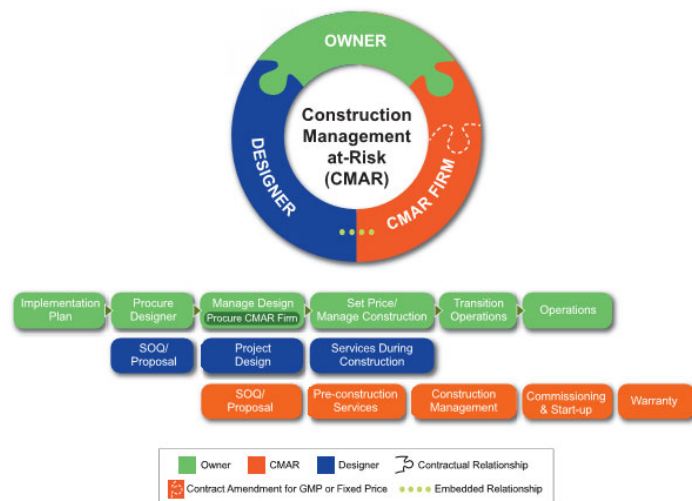 OWNER
DESIGNER
CMAR FIRM
Construction
Management
at-Risk
(CMAR)
Implementation
Plan
Procure
Designer
Manage Design
Procure CMAR Firm
Set Price/
Manage Construction
Transition
Operations
Operations
SOQ/
Proposal
Project
Design
Services During
Construction
SOQ/
Proposal
Pre-construction
Services
Construction
Management
Commissioning
& Start-up
Warranty
Owner
CMAR
Designer
Contractual Relationship
Contract Amendment for GMP or Fixed Price
Embedded Relationship